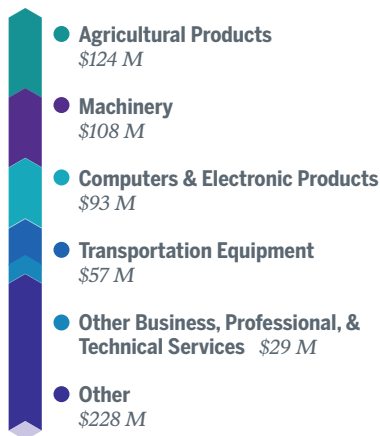 Agricultural Products
$124 M
Machinery
$108 M
Computers & Electronic Products
$93 M
Transportation Equipment
$57 M
Other Business, Professional, &
Technical Services $29 M
Other
$228 M